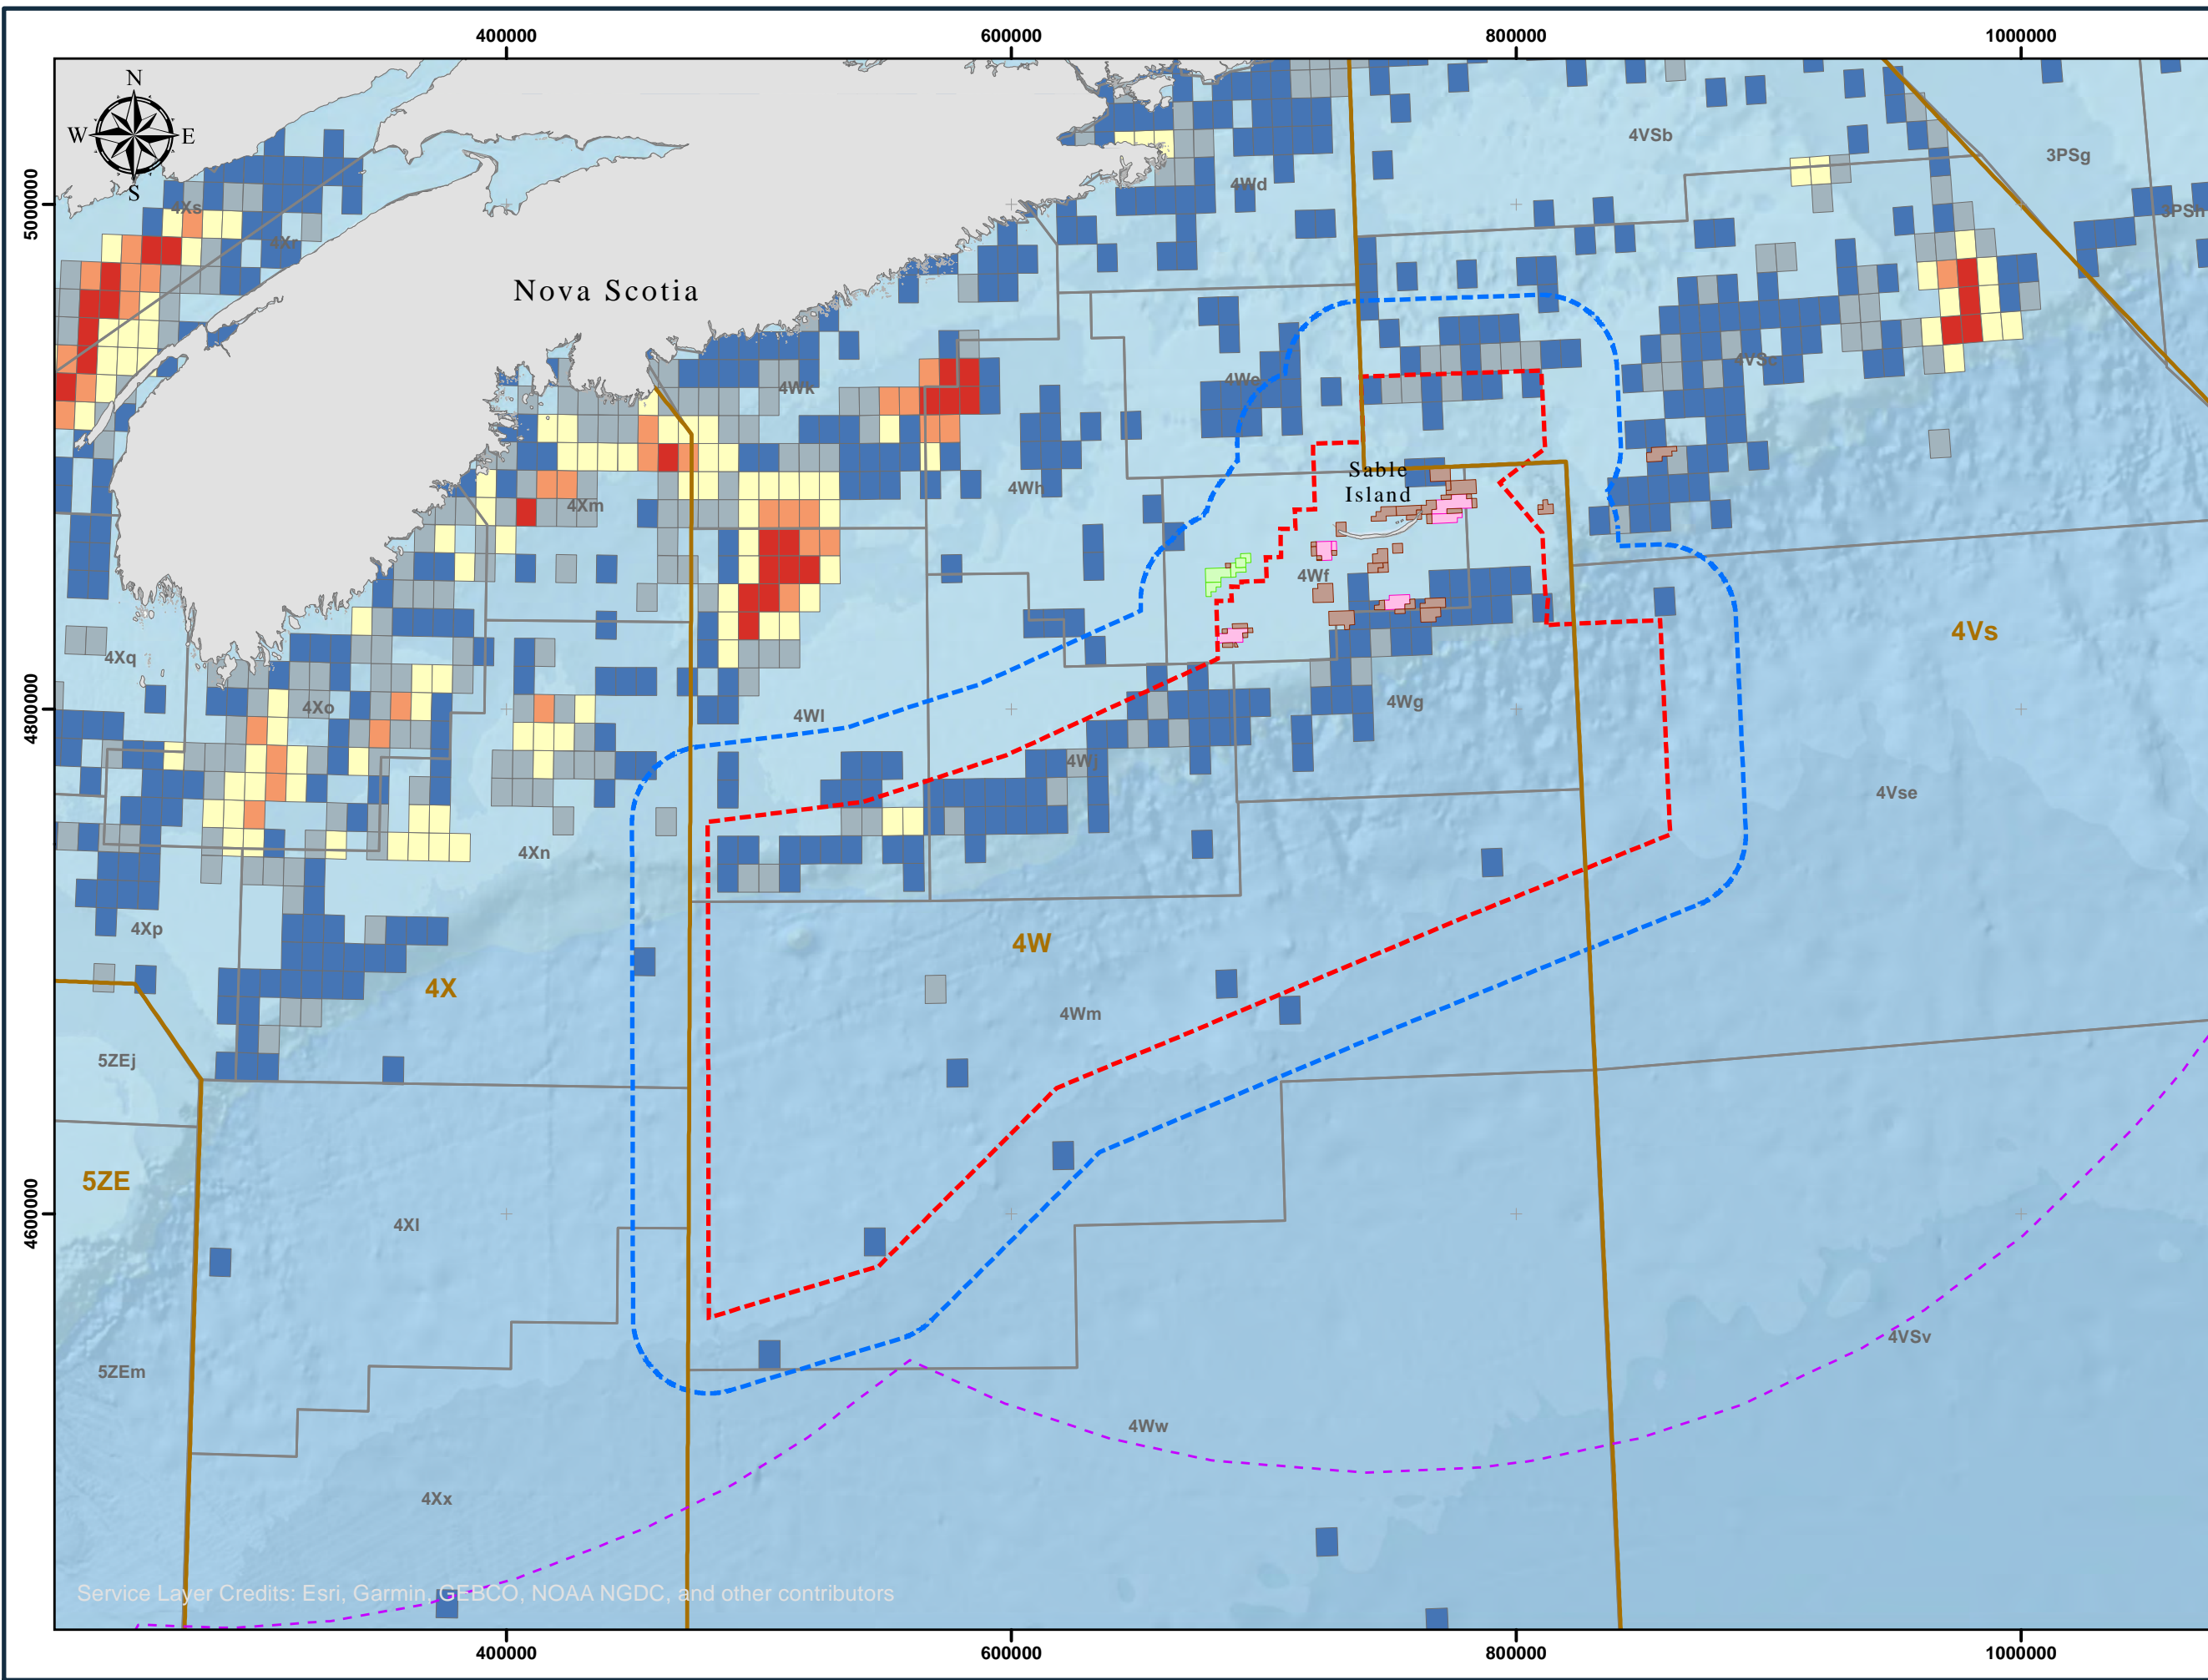 400000
600000
800000
1000000
N
W
E
S
5000000
4800000
4600000
Nova Scotia
4VSb
3PSg
4Wd
4Xs
4Xr
4Wk
4VSc
Sable
Island
4Wh
4Xm
4Wf
4Vs
4Xq
4Xo
4Wl
4Wg
4Wj
4Vse
4Xn
4Xp
4W
4X
4Wm
5ZEj
5ZE
4Xl
4VSv
5ZEm
4Ww
4Xx
Service Layer Credits: Esri, Garmin, GEBCO, NOAA NGDC, and other contributors
400000
600000
800000
1000000